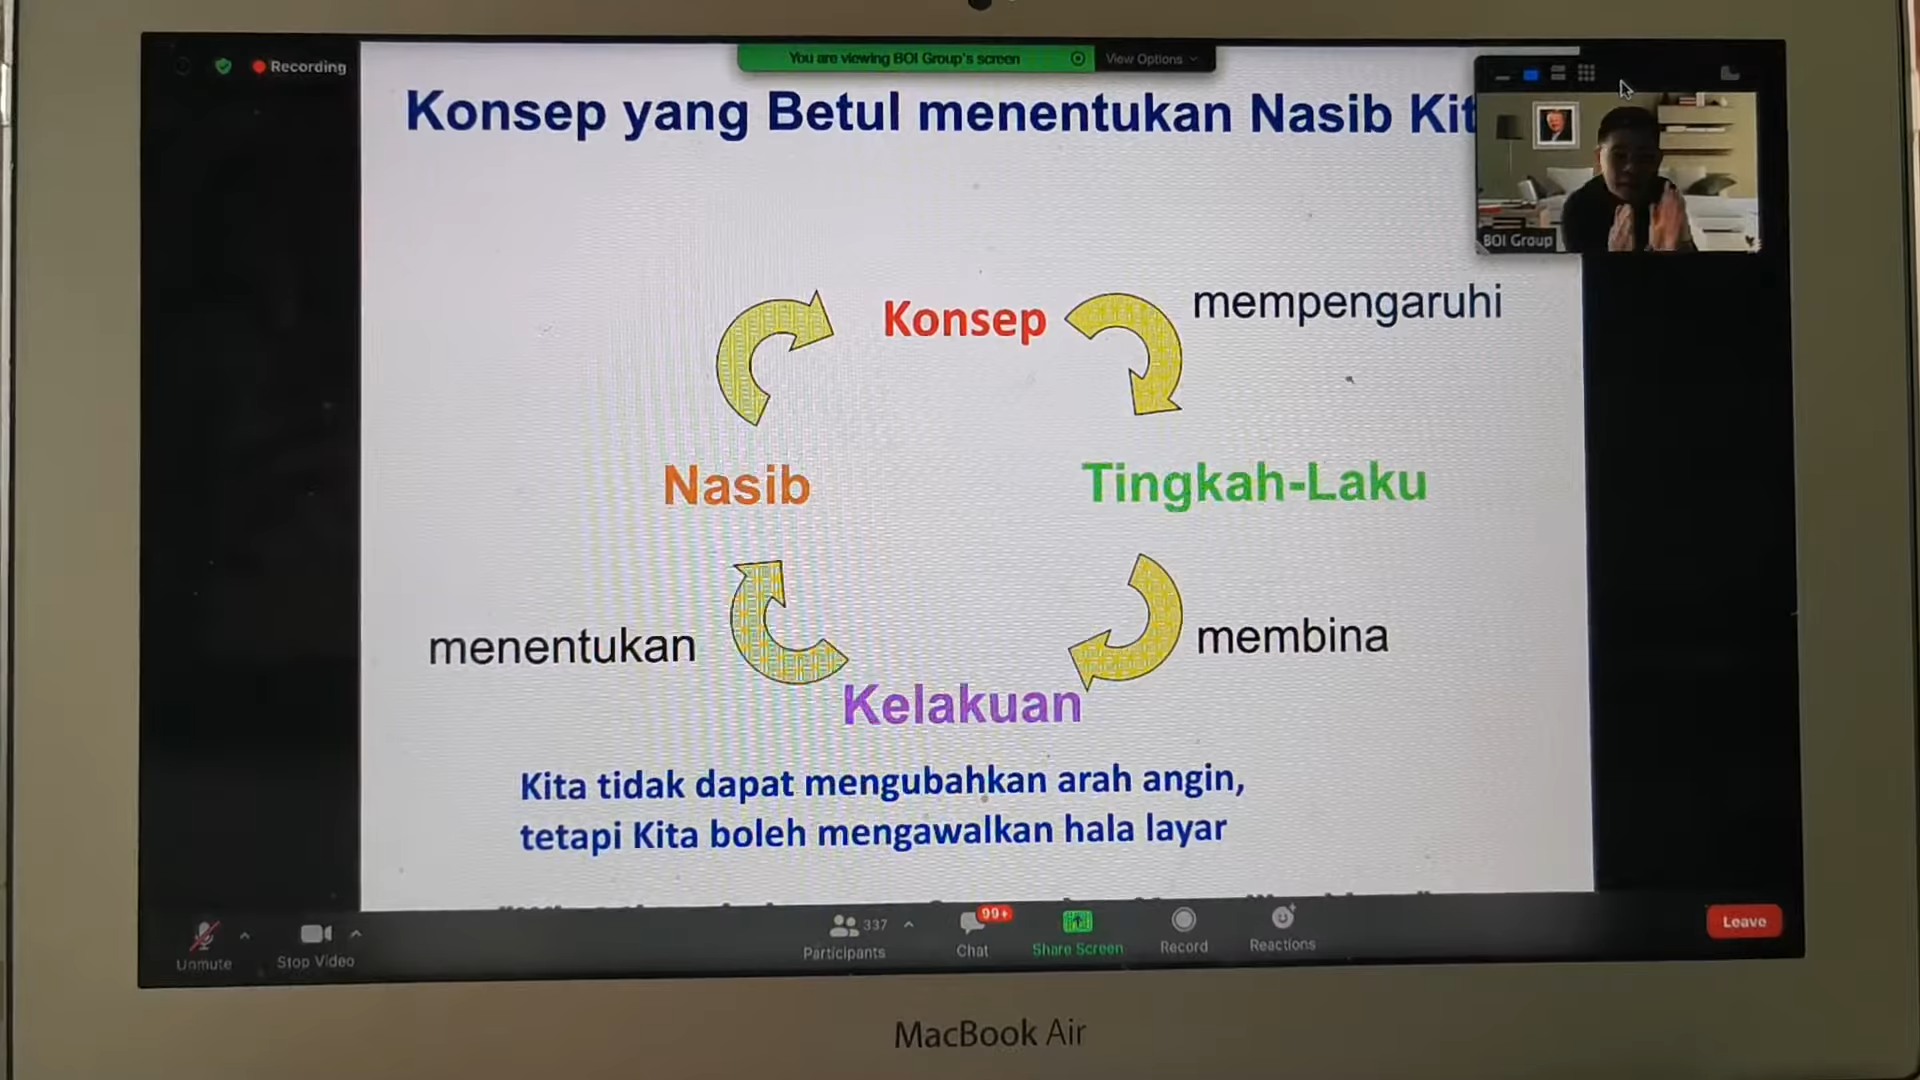 Recording
You are viewing BOI Group's screen
View Options
Konsep yang Betul menentukan Nasib Kit
BOI Group
Konsep
mempengaruhi
Nasib
Tingkah-Laku
menentukan
membina
Kelakuan
Kita tidak dapat mengubahkan arah angin,
tetapi Kita boleh mengawalkan hala layar
Unmute
Stop Video
337
Participants
99+
Chat
Share Screen
Record
Reactions
Leave
MacBook Air